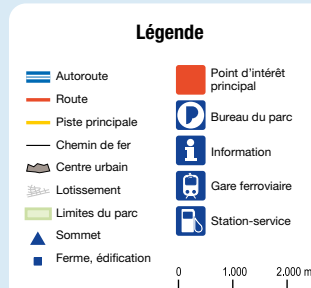 Légende
Autoroute
Route
Piste principale
Chemin de fer
Centre urbain
Lotissement
Limites du parc
Sommet
Ferme, édification
Point d'intérêt
principal
P
Bureau du parc
i
Information
Gare ferroviaire
Station-service
0 1.000 2.000 m